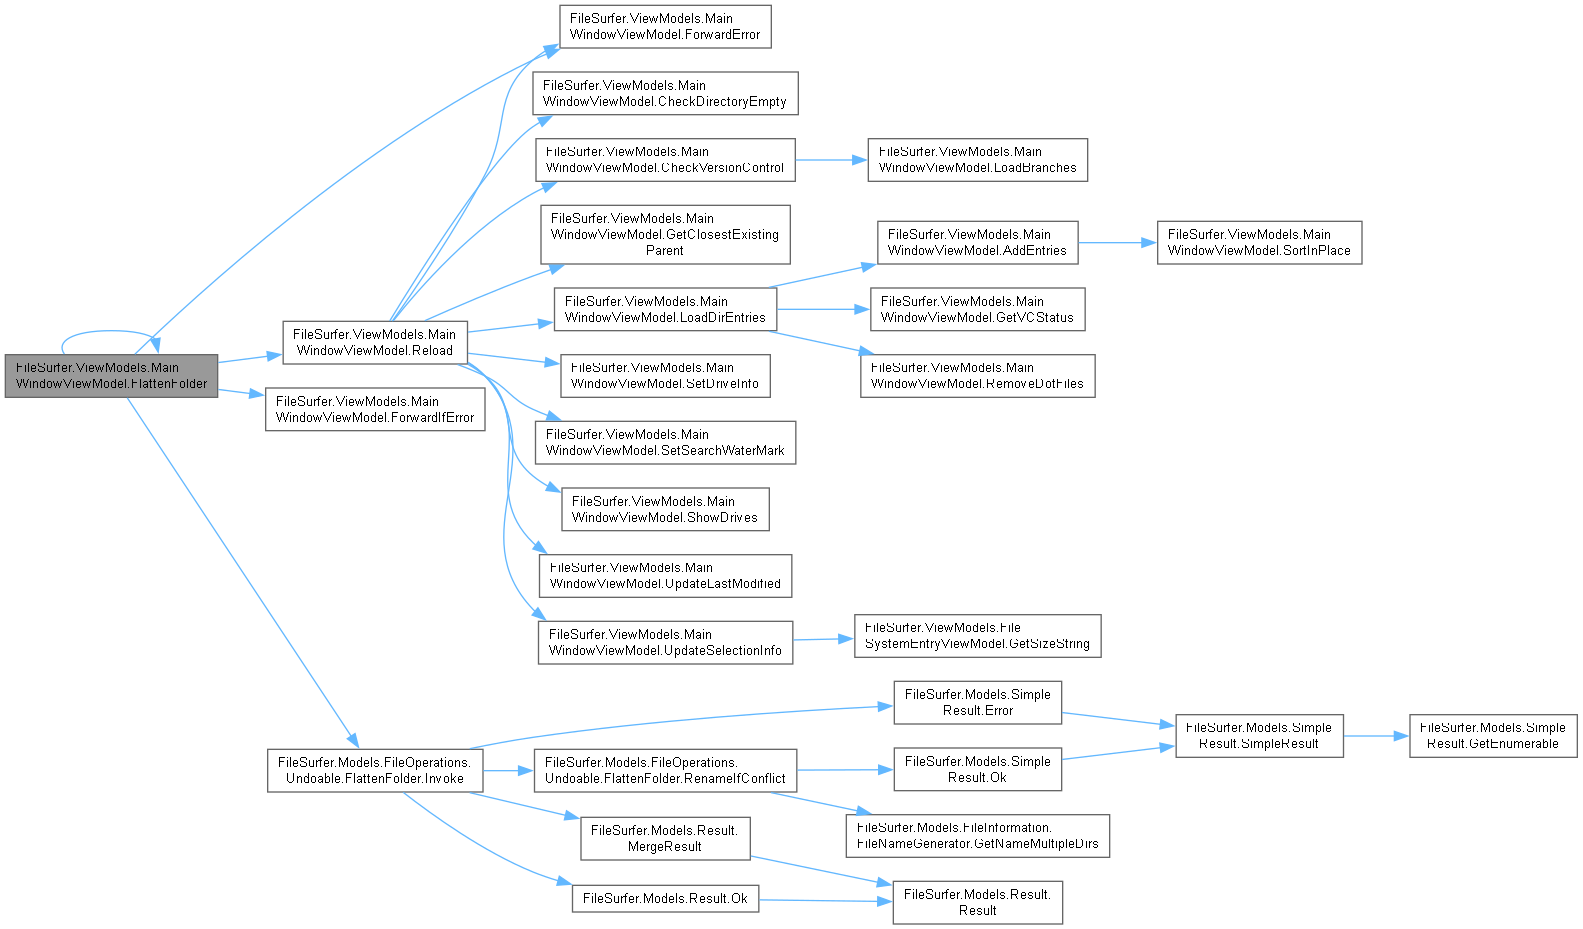 FileSurfer.ViewModels.Main
WindowViewModel.ForwardError
FileSurfer.ViewModels.Main
WindowViewModel.CheckDirectoryEmpty
FileSurfer.ViewModels.Main
WindowViewModel.CheckVersionControl
FileSurfer.ViewModels.Main
WindowViewModel.LoadBranches
FileSurfer.ViewModels.Main
WindowViewModel.GetClosestExisting
Parent
FileSurfer.ViewModels.Main
WindowViewModel.AddEntries
FileSurfer.ViewModels.Main
WindowViewModel.SortInPlace
FileSurfer.ViewModels.Main
WindowViewModel.LoadDirEntries
FileSurfer.ViewModels.Main
WindowViewModel.GetVCStatus
FileSurfer.ViewModels.Main
WindowViewModel.Reload
FileSurfer.ViewModels.Main
WindowViewModel.FlattenFolder
FileSurfer.ViewModels.Main
WindowViewModel.SetDriveInfo
FileSurfer.ViewModels.Main
WindowViewModel.RemoveDotFiles
FileSurfer.ViewModels.Main
WindowViewModel.ForwardIfError
FileSurfer.ViewModels.Main
WindowViewModel.SetSearchWaterMark
FileSurfer.ViewModels.Main
WindowViewModel.ShowDrives
FileSurfer.ViewModels.Main
WindowViewModel.UpdateLastModified
FileSurfer.ViewModels.Main
WindowViewModel.UpdateSelectionInfo
FileSurfer.ViewModels.File
SystemEntryViewModel.GetSizeString
FileSurfer.Models.Simple
Result.Error
FileSurfer.Models.Simple
Result.SimpleResult
FileSurfer.Models.Simple
Result.GetEnumerable
FileSurfer.Models.FileOperations.
Undoable.FlattenFolder.Invoke
FileSurfer.Models.FileOperations.
Undoable.FlattenFolder.RenameIfConflict
FileSurfer.Models.Simple
Result.Ok
FileSurfer.Models.Result.
MergeResult
FileSurfer.Models.FileInformation.
FileNameGenerator.GetNameMultipleDirs
FileSurfer.Models.Result.Ok
FileSurfer.Models.Result.
Result